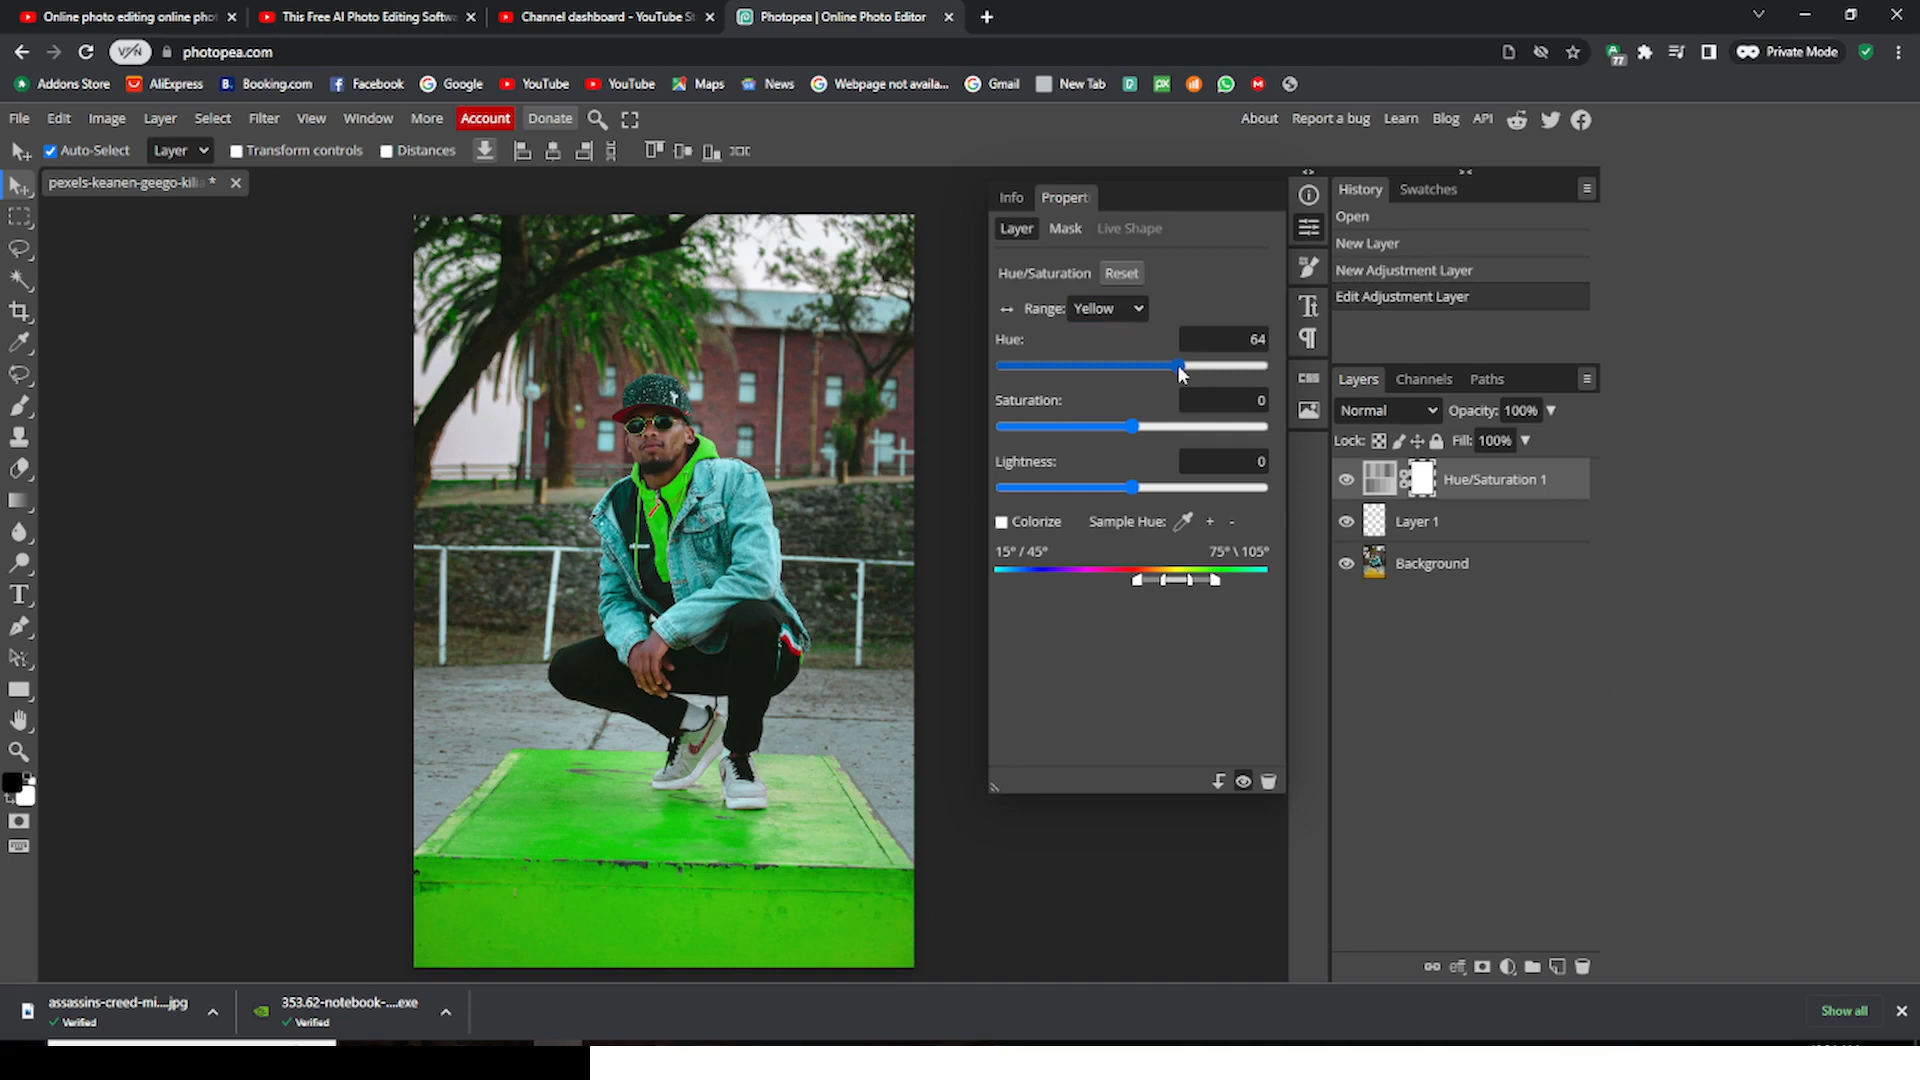 Online photo editing online phot
This Free AI Photo Editing Softwa
Channel dashboard - YouTube St
Photopea | Online Photo Editor
VPN
photopea.com
77
Private Mode
Addons Store
AliExpress
B.
Booking.com
Facebook
Google
YouTube
YouTube
Maps
News
Webpage not availa...
Gmail
New Tab
File
Edit
Image
Layer
Select
Filter
View
Window
More
Account
Donate
About
Report a bug
Learn
Blog
API
Auto-Select
Layer
Transform controls
Distances
pexels-keanen-geego-kilia *
Info
Propert
Layer
Mask
Live Shape
Hue/Saturation
Reset
Range:
Yellow
Hue:
64
Saturation:
0
Lightness:
0
Colorize
Sample Hue:
+
-
15° / 45°
75° \ 105°
CSS
History
Swatches
Open
New Layer
New Adjustment Layer
Edit Adjustment Layer
Layers
Channels
Paths
Normal
Opacity:
100%
Lock:
Fill:
100%
Hue/Saturation 1
Layer 1
Background
eff
assassins-creed-mi....jpg
Verified
353.62-notebook-....exe
Verified
Show all